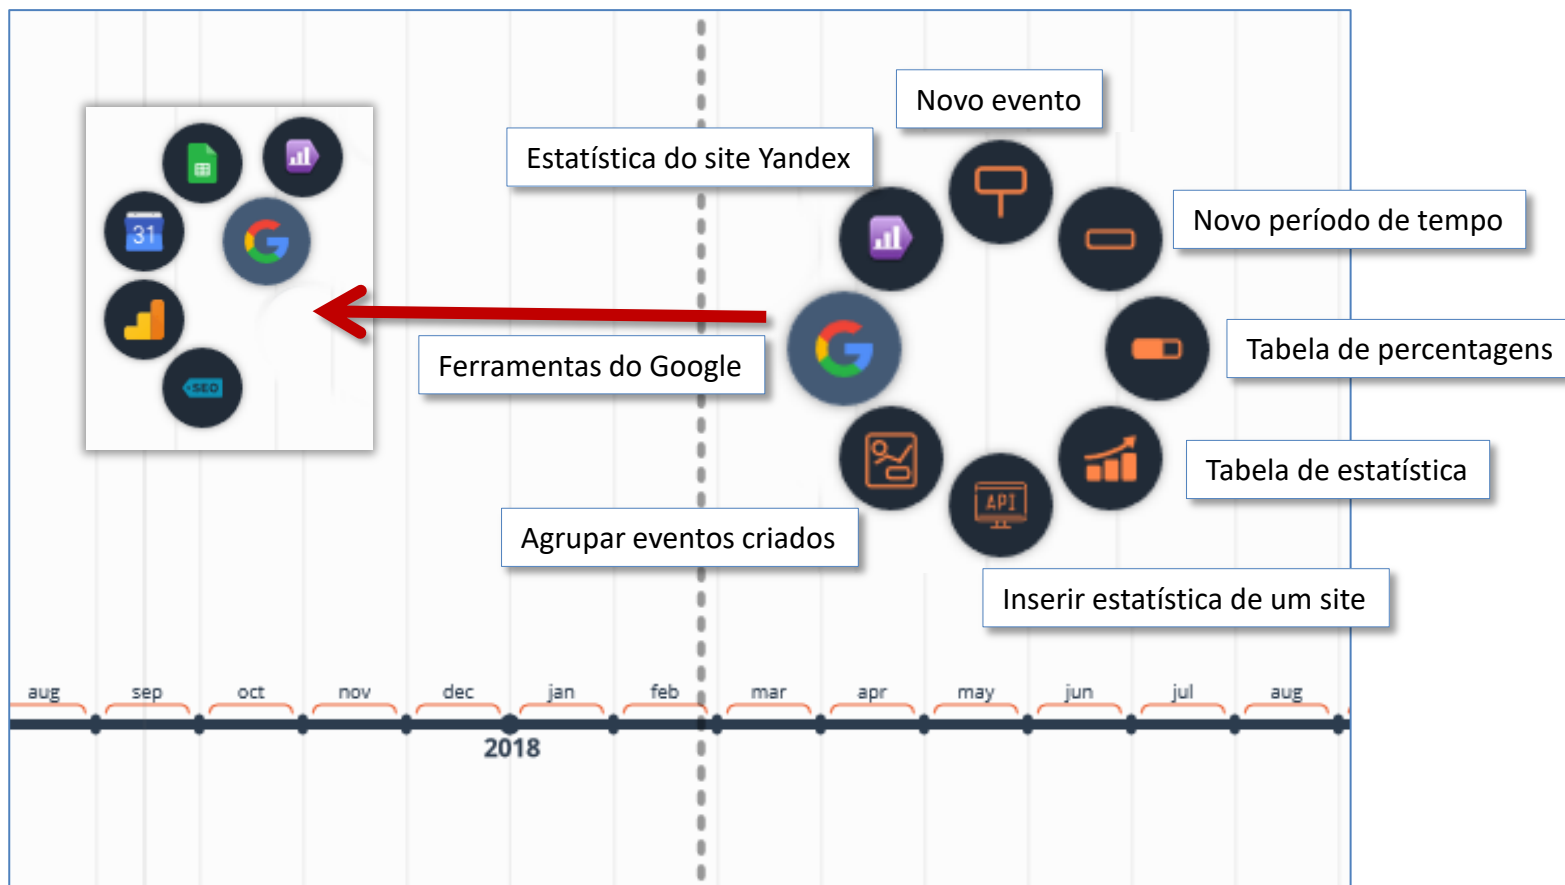 Novo evento
Estatística do site Yandex
Novo período de tempo
31
Ferramentas do Google
Tabela de percentagens
SEO
Tabela de estatística
API
Agrupar eventos criados
Inserir estatística de um site
aug sep oct nov dec jan feb mar apr may jun jul aug
2018